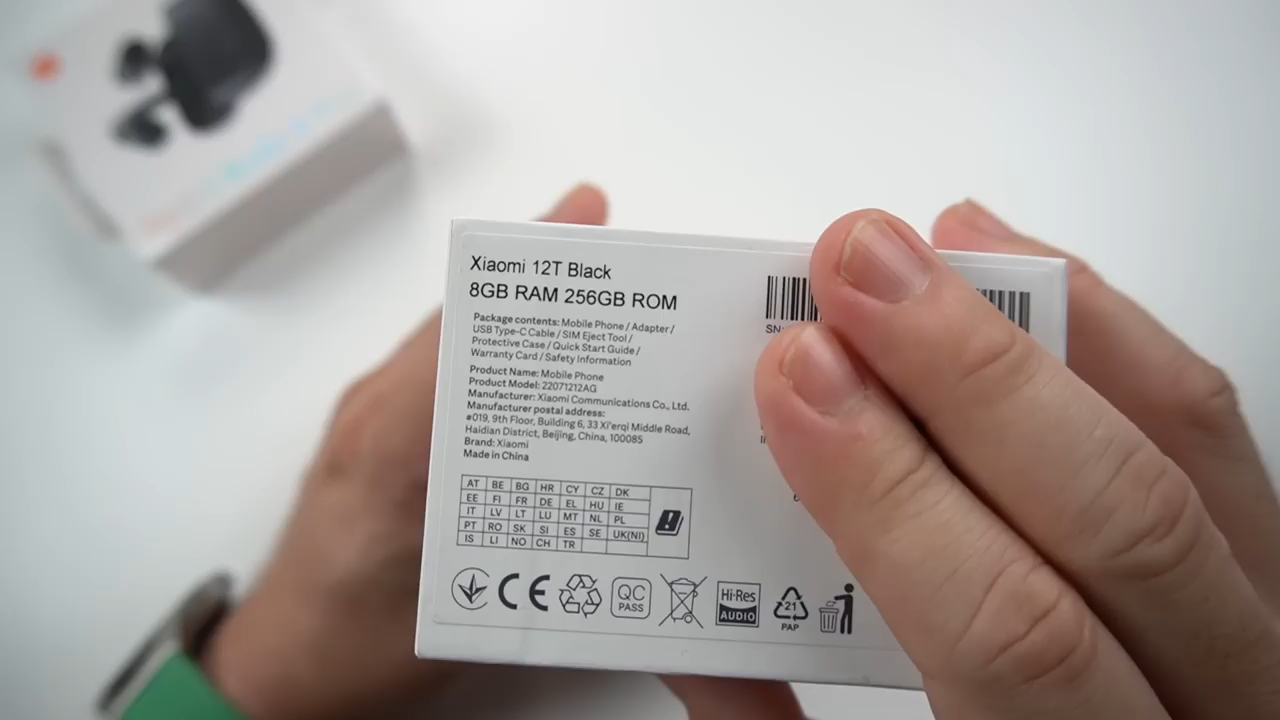 Xiaomi 12T Black
8GB RAM 256GB ROM
Package contents: Mobile Phone / Adapter /
USB Type-C Cable / SIM Eject Tool /
Protective Case / Quick Start Guide /
Warranty Card / Safety Information
Product Name: Mobile Phone
Product Model: 22071212AG
Manufacturer: Xiaomi Communications Co., Ltd.
Manufacturer postal address:
#019, 9th Floor, Building 6, 33 Xi'erqi Middle Road,
Haidian District, Beijing, China, 100085
Brand: Xiaomi
Made in China
SN:
AT BE BG HR CY CZ DK
EE FI FR DE EL HU IE
IT LV LT LU MT NL PL
PT RO SK SI ES SE UK(NI)
IS LI NO CH TR
CE
QC
PASS
Hi-Res
AUDIO
21
PAP